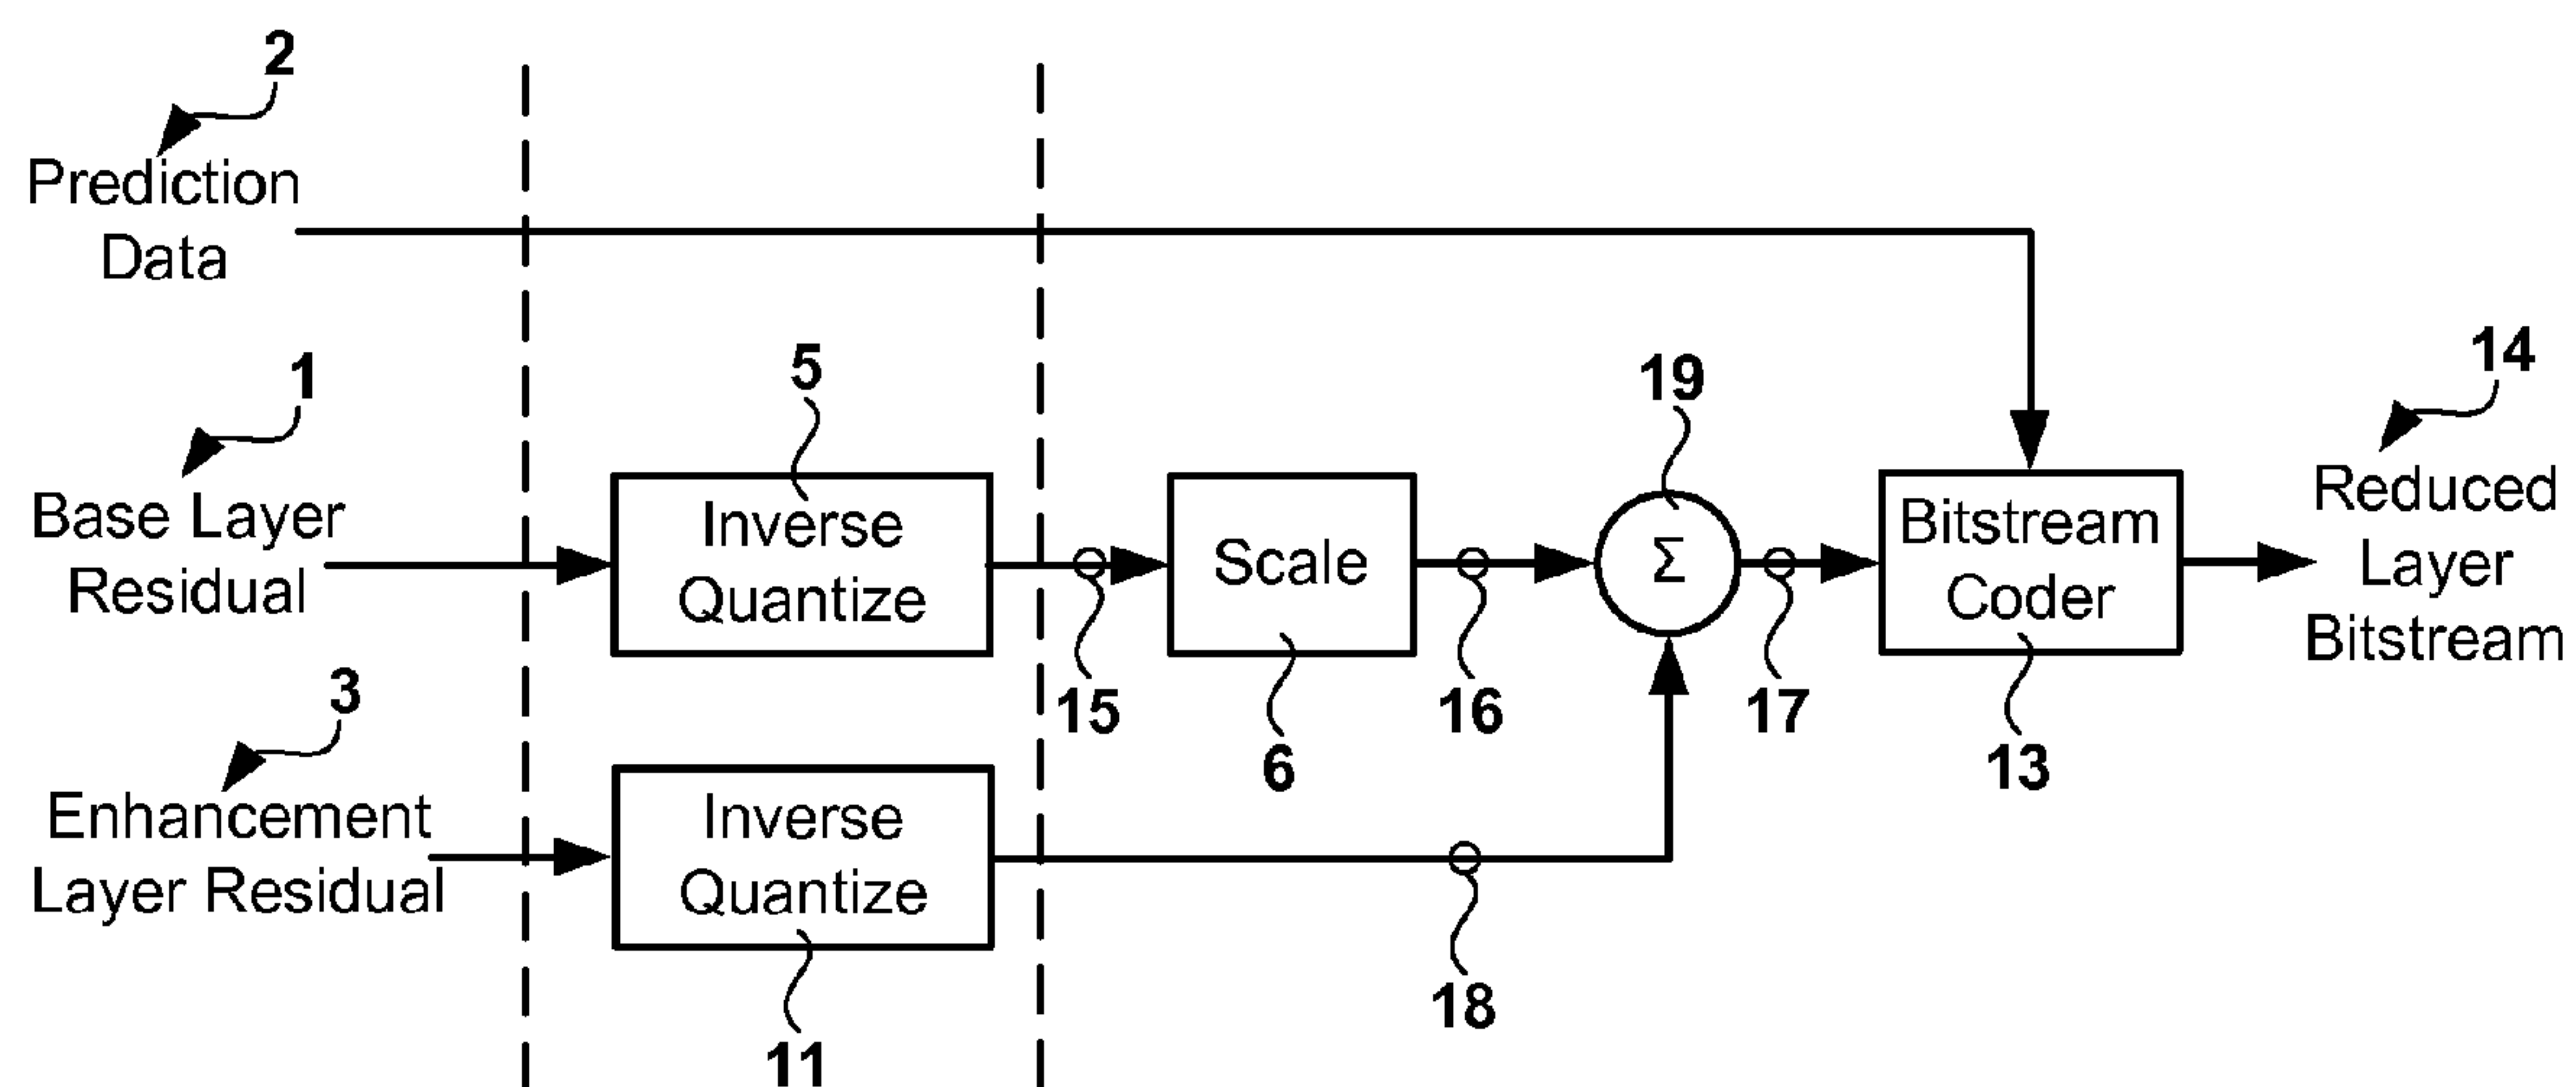 2
Prediction
Data
1
Base Layer
Residual
3
Enhancement
Layer Residual
5
Inverse
Quantize
Inverse
Quantize
11
15
Scale
6
16
18
19
Σ
17
Bitstream
Coder
13
14
Reduced
Layer
Bitstream